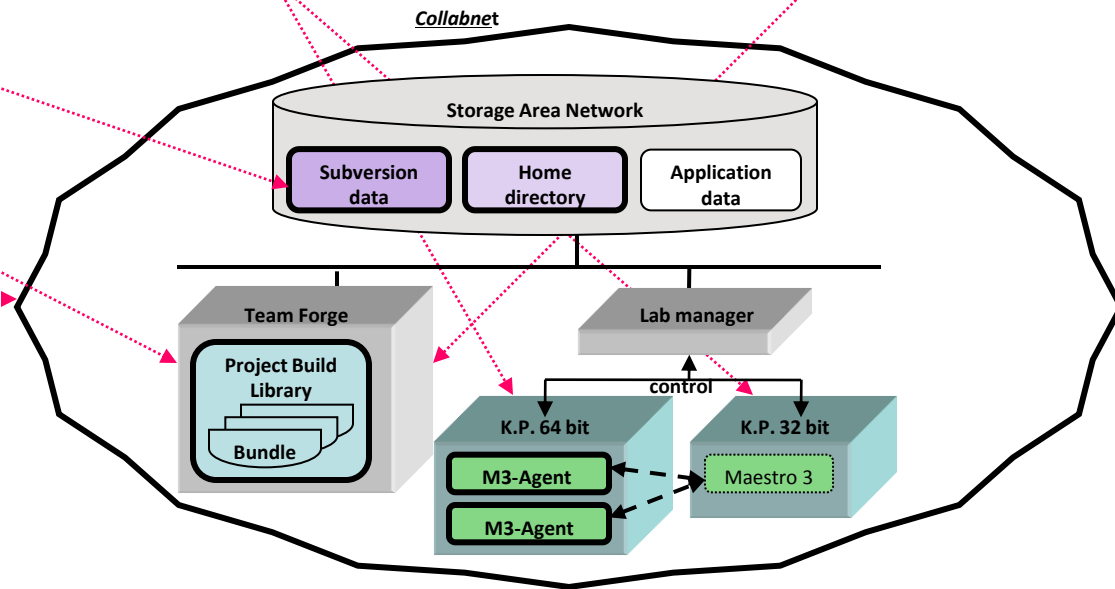 Collabnet
Storage Area Network
Subversion
data
Home
directory
Application
data
Team Forge
Project Build
Library
Bundle
Lab manager
control
K.P. 64 bit
M3-Agent
M3-Agent
K.P. 32 bit
Maestro 3